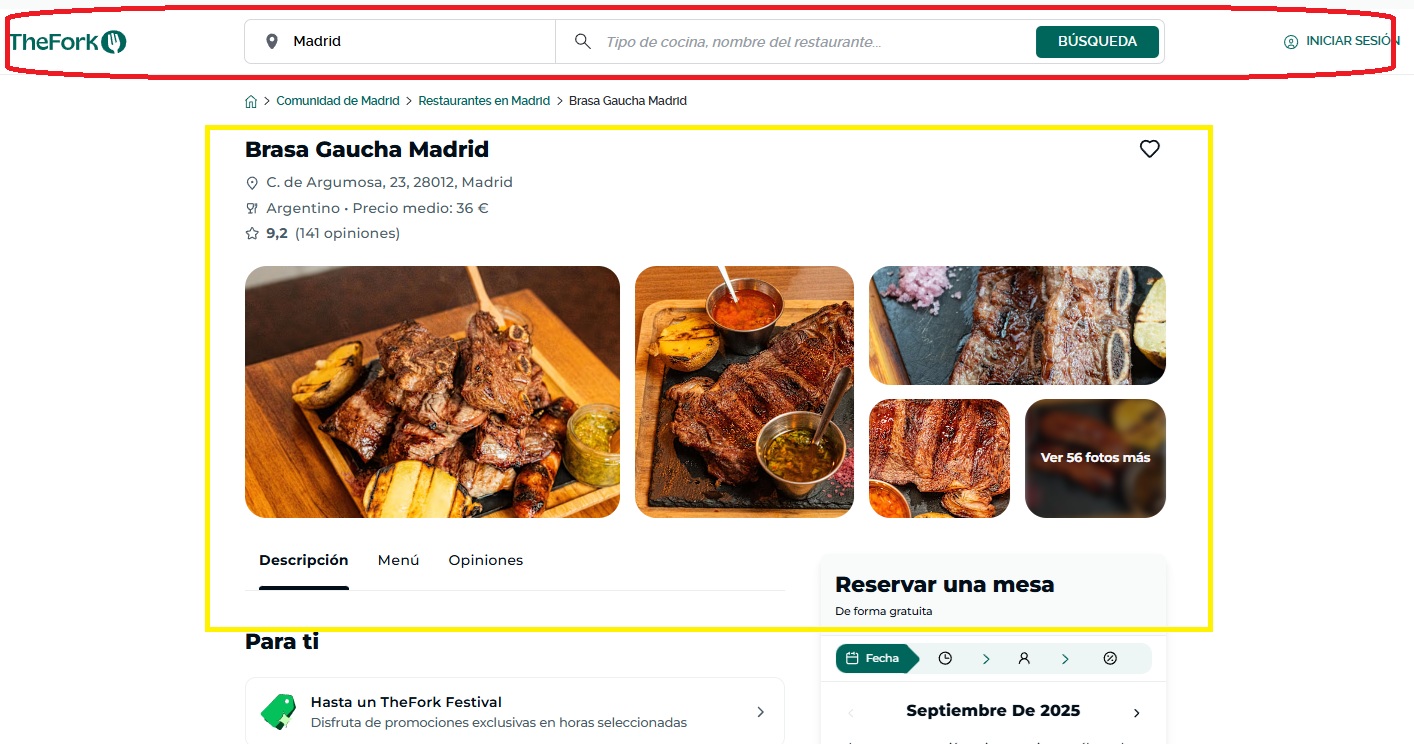 TheFork
Madrid
Tipo de cocina, nombre del restaurante...
BÚSQUEDA
INICIAR SESIÓN
Comunidad de Madrid > Restaurantes en Madrid > Brasa Gaucha Madrid
Brasa Gaucha Madrid
C. de Argumosa, 23, 28012, Madrid
Argentino • Precio medio: 36 €
9,2 (141 opiniones)
Ver 56 fotos más
Descripción Menú Opiniones
Reservar una mesa
De forma gratuita
Para ti
Fecha
Hasta un TheFork Festival
Disfruta de promociones exclusivas en horas seleccionadas
Septiembre De 2025